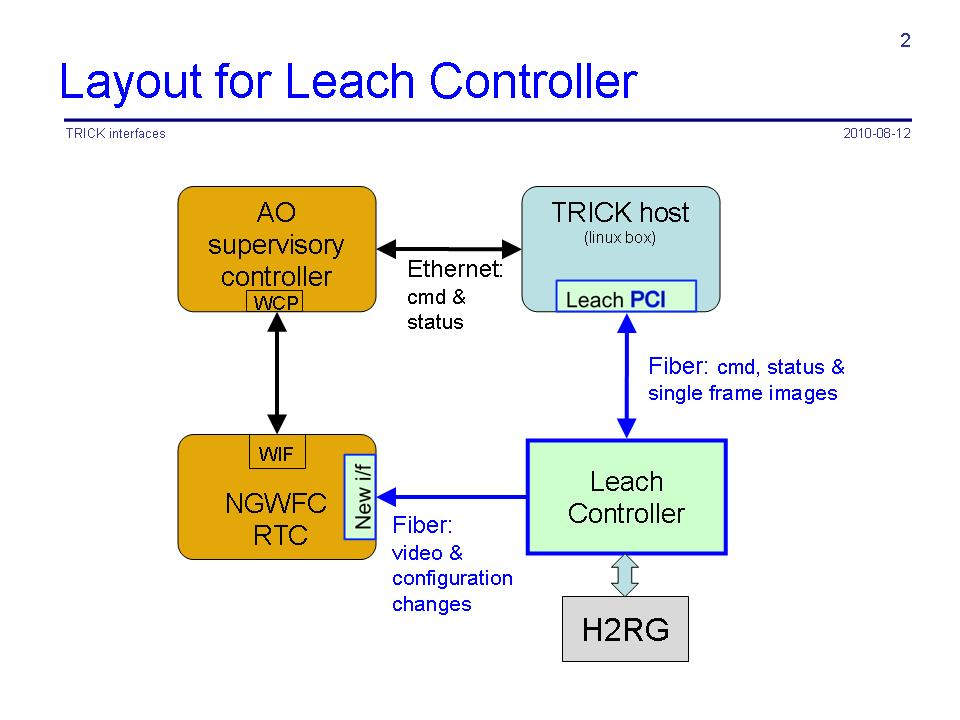 2
Layout for Leach Controller
TRICK interfaces
2010-08-12
AO
supervisory
controller
WCP
Ethernet:
cmd &
status
TRICK host
(linux box)
Leach PCI
Fiber: cmd, status &
single frame images
WIF
NGWFC
RTC
New i/f
Fiber:
video &
configuration
changes
Leach
Controller
H2RG